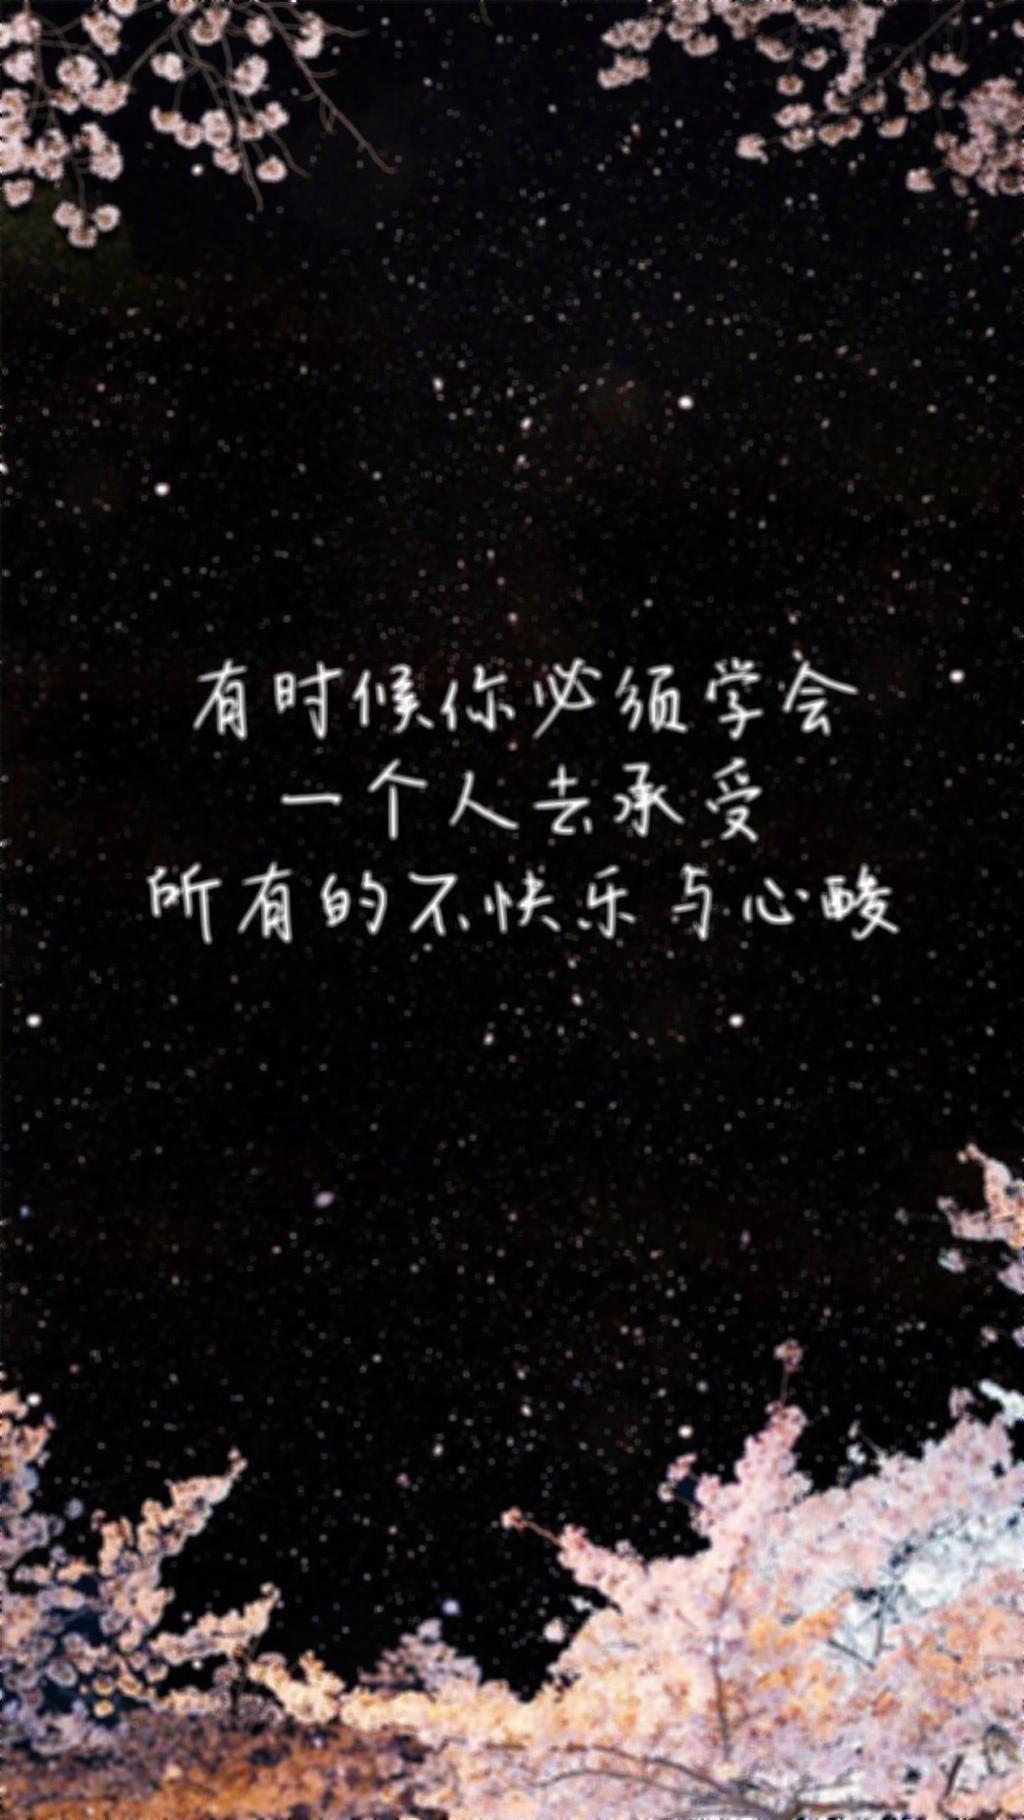 有时候你必须学会
一个人去承受
所有的不快乐与心酸